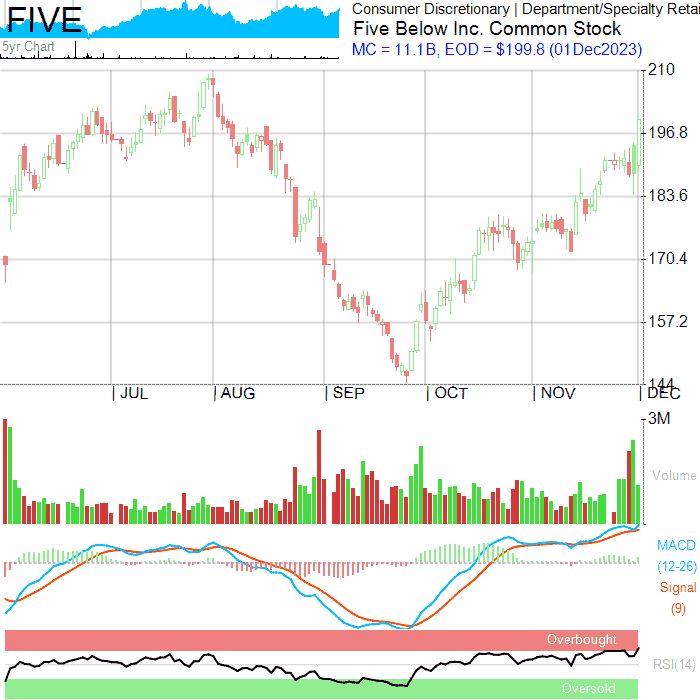 FIVE
5yr Chart
Consumer Discretionary | Department/Specialty Retai
Five Below Inc. Common Stock
MC = 11.1B, EOD = $199.8 (01Dec2023)
210
196.8
183.6
170.4
157.2
144
| JUL | AUG | SEP | OCT | NOV | DEC
3M
Volume
MACD
(12-26)
Signal
(9)
Overbought
RSI(14)
Oversold